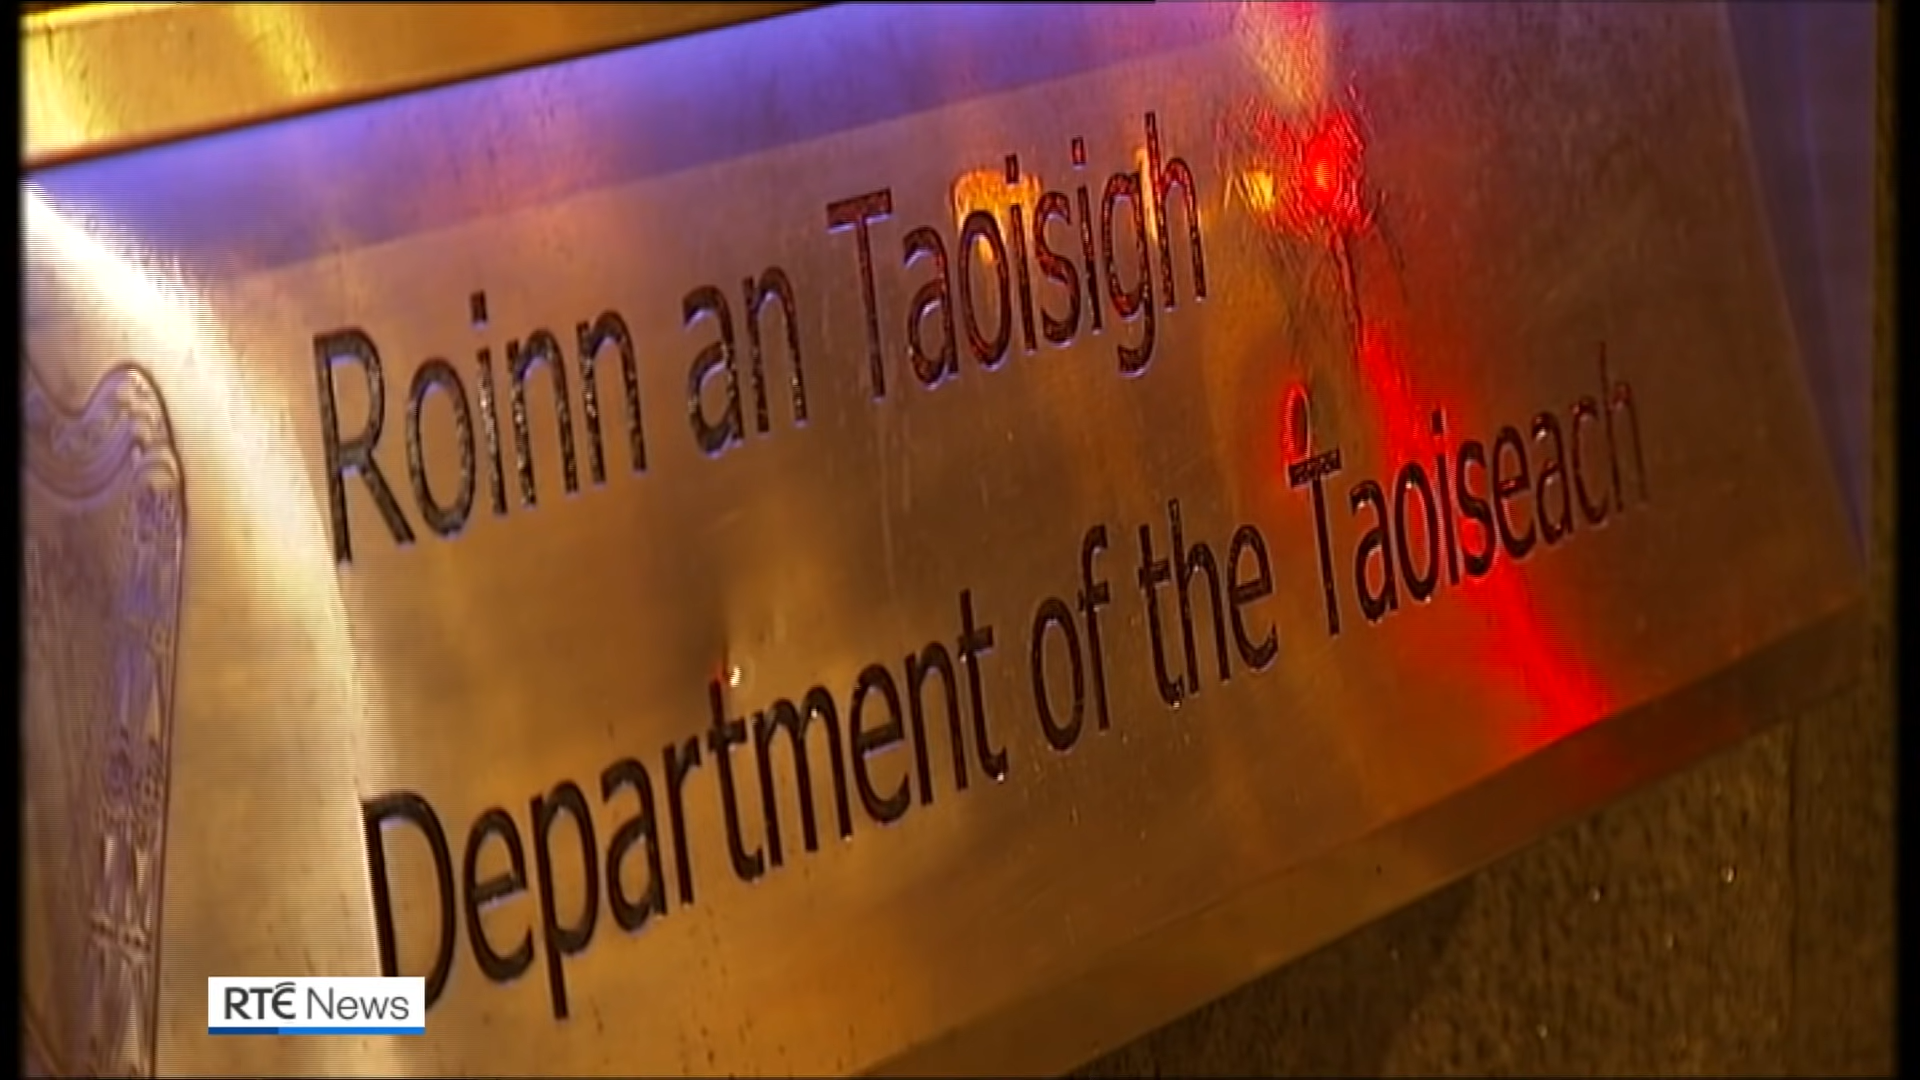 Roinn an Taoisigh
Department of the Taoiseach
RTÉ News